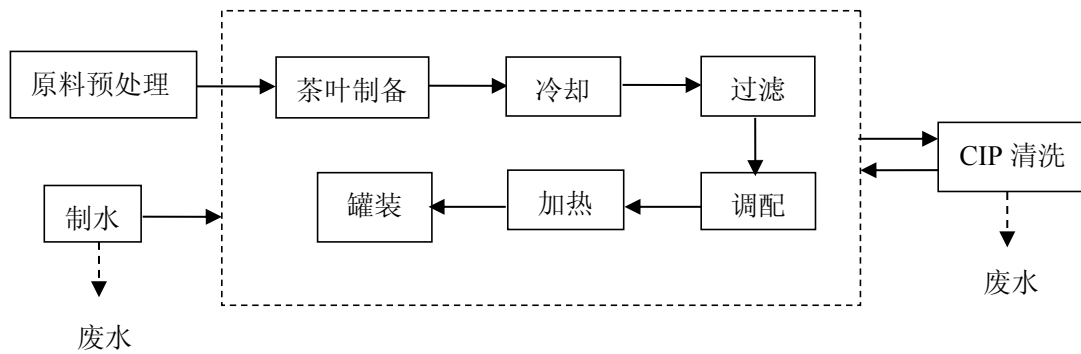 原料预处理
茶叶制备
冷却
过滤
CIP 清洗
制水
罐装
加热
调配
废水
废水